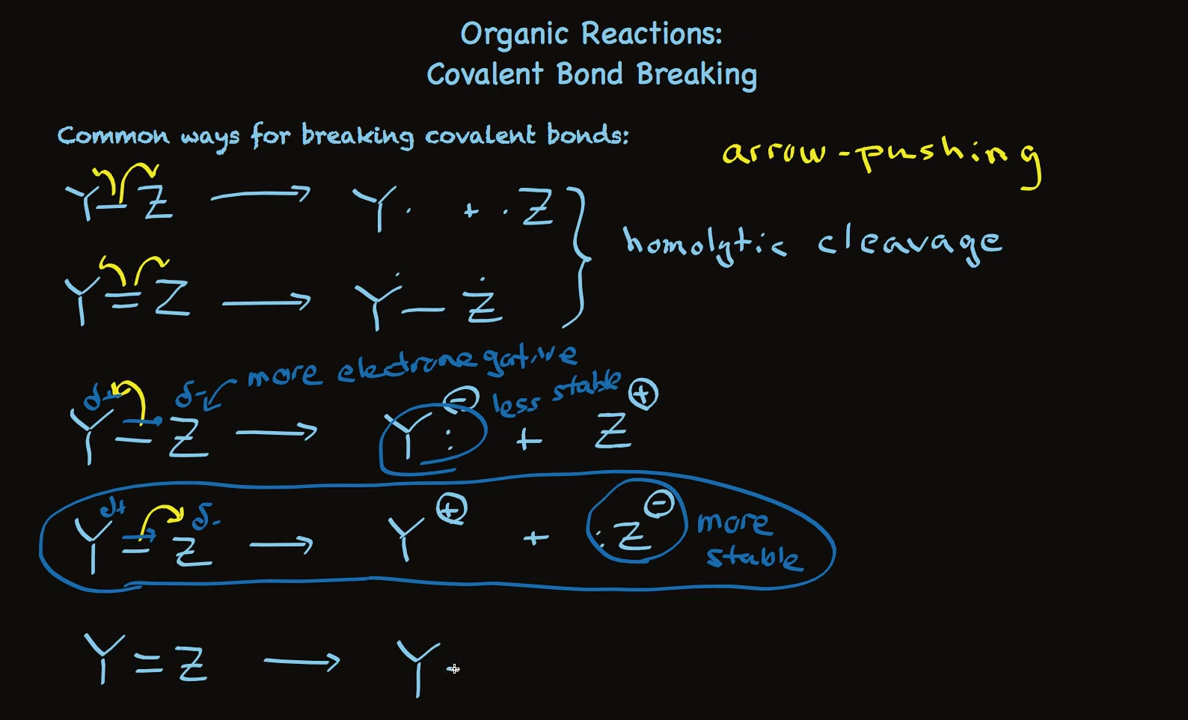 Organic Reactions:
Covalent Bond Breaking
Common ways for breaking covalent bonds:
arrow-pushing
Y–Z ⟶ Y· + ·Z
homolytic cleavage
Y=Z ⟶ Ẏ–Ż
more electronegative
δ+ δ-
less stable
Y–Z ⟶ Y:⊖ + Z⊕
δ+ δ-
Y–Z ⟶ Y⊕ + :Z⊖
more
stable
Y=Z ⟶ Y-